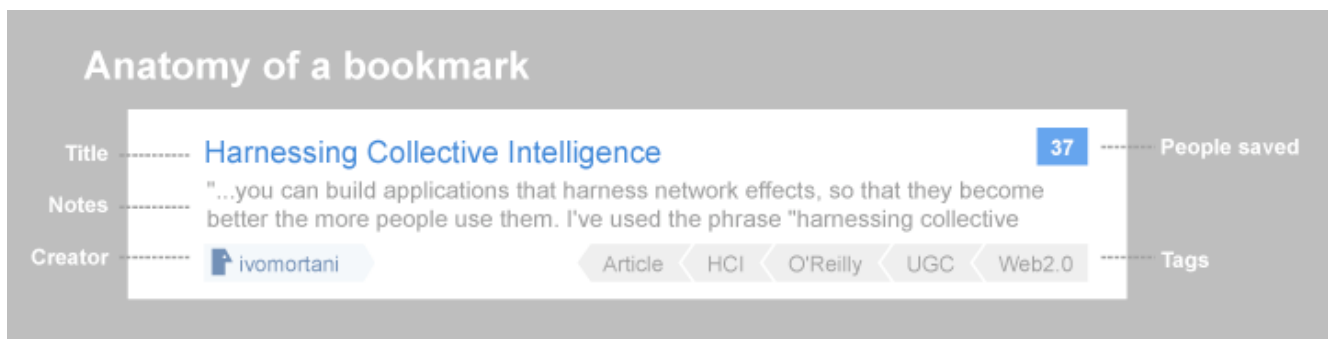 Anatomy of a bookmark
Title
Harnessing Collective Intelligence
37
People saved
Notes
"...you can build applications that harness network effects, so that they become
better the more people use them. I've used the phrase "harnessing collective
Creator
ivomortani
Article
HCI
O'Reilly
UGC
Web2.0
Tags